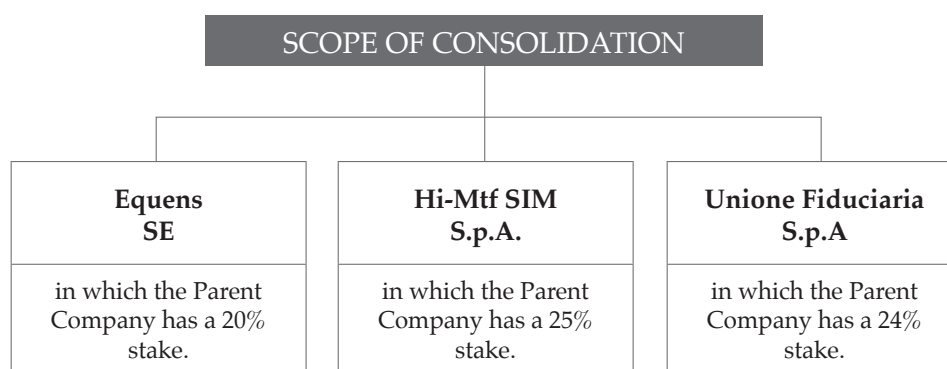 SCOPE OF CONSOLIDATION
Equens
SE
in which the Parent
Company has a 20%
stake.
Hi-Mtf SIM
S.p.A.
in which the Parent
Company has a 25%
stake.
Unione Fiduciaria
S.p.A
in which the Parent
Company has a 24%
stake.